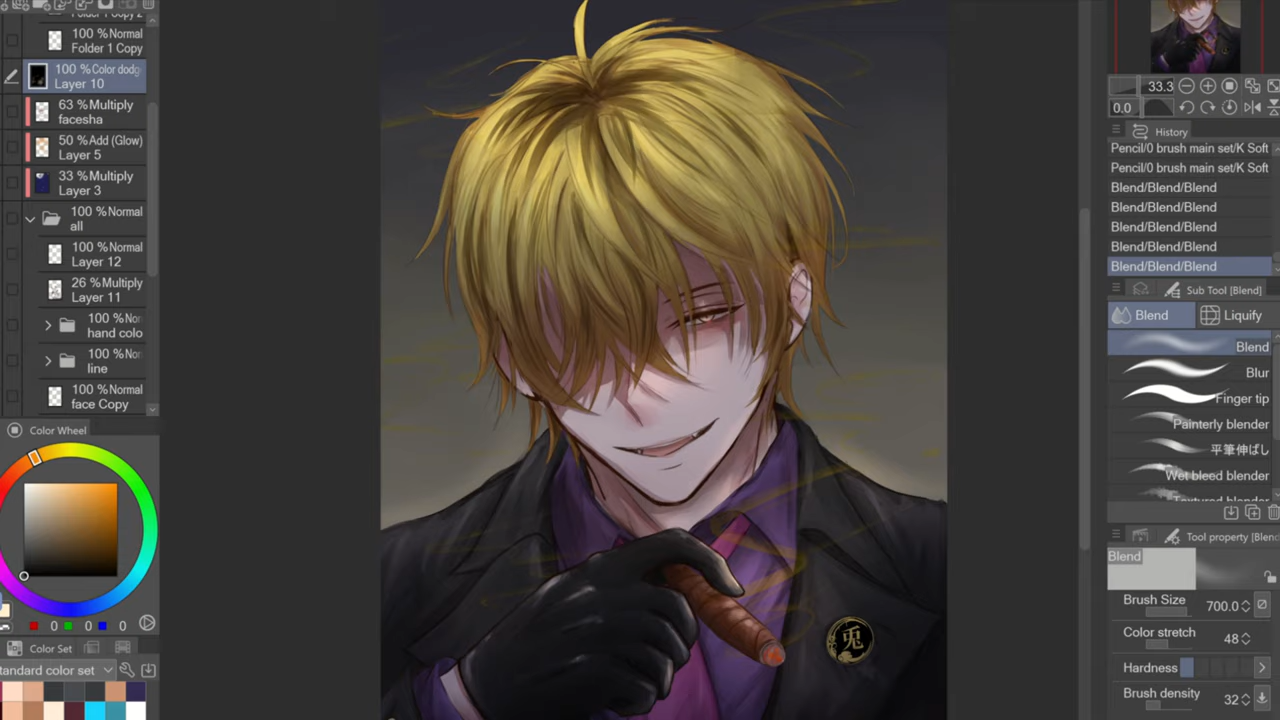 Folder 1 Copy 2
100 %Normal
Folder 1 Copy
100 %Color dodg
Layer 10
63 %Multiply
facesha
50 %Add (Glow)
Layer 5
33 %Multiply
Layer 3
100 %Normal
all
100 %Normal
Layer 12
26 %Multiply
Layer 11
100 %Nor
hand colo
100 %Nor
line
100 %Normal
face Copy
Color Wheel
0 0 0
Color Set
tandard color set
兎
33.3
0.0
History
Pencil/0 brush main set/K Soft
Pencil/0 brush main set/K Soft
Blend/Blend/Blend
Blend/Blend/Blend
Blend/Blend/Blend
Blend/Blend/Blend
Blend/Blend/Blend
Sub Tool [Blend]
Blend Liquify
Blend
Blur
Finger tip
Painterly blender
平筆伸ばし
Wet bleed blender
Textured blender
Tool property [Blend
Blend
Brush Size 700.0
Color stretch 48
Hardness
Brush density 32